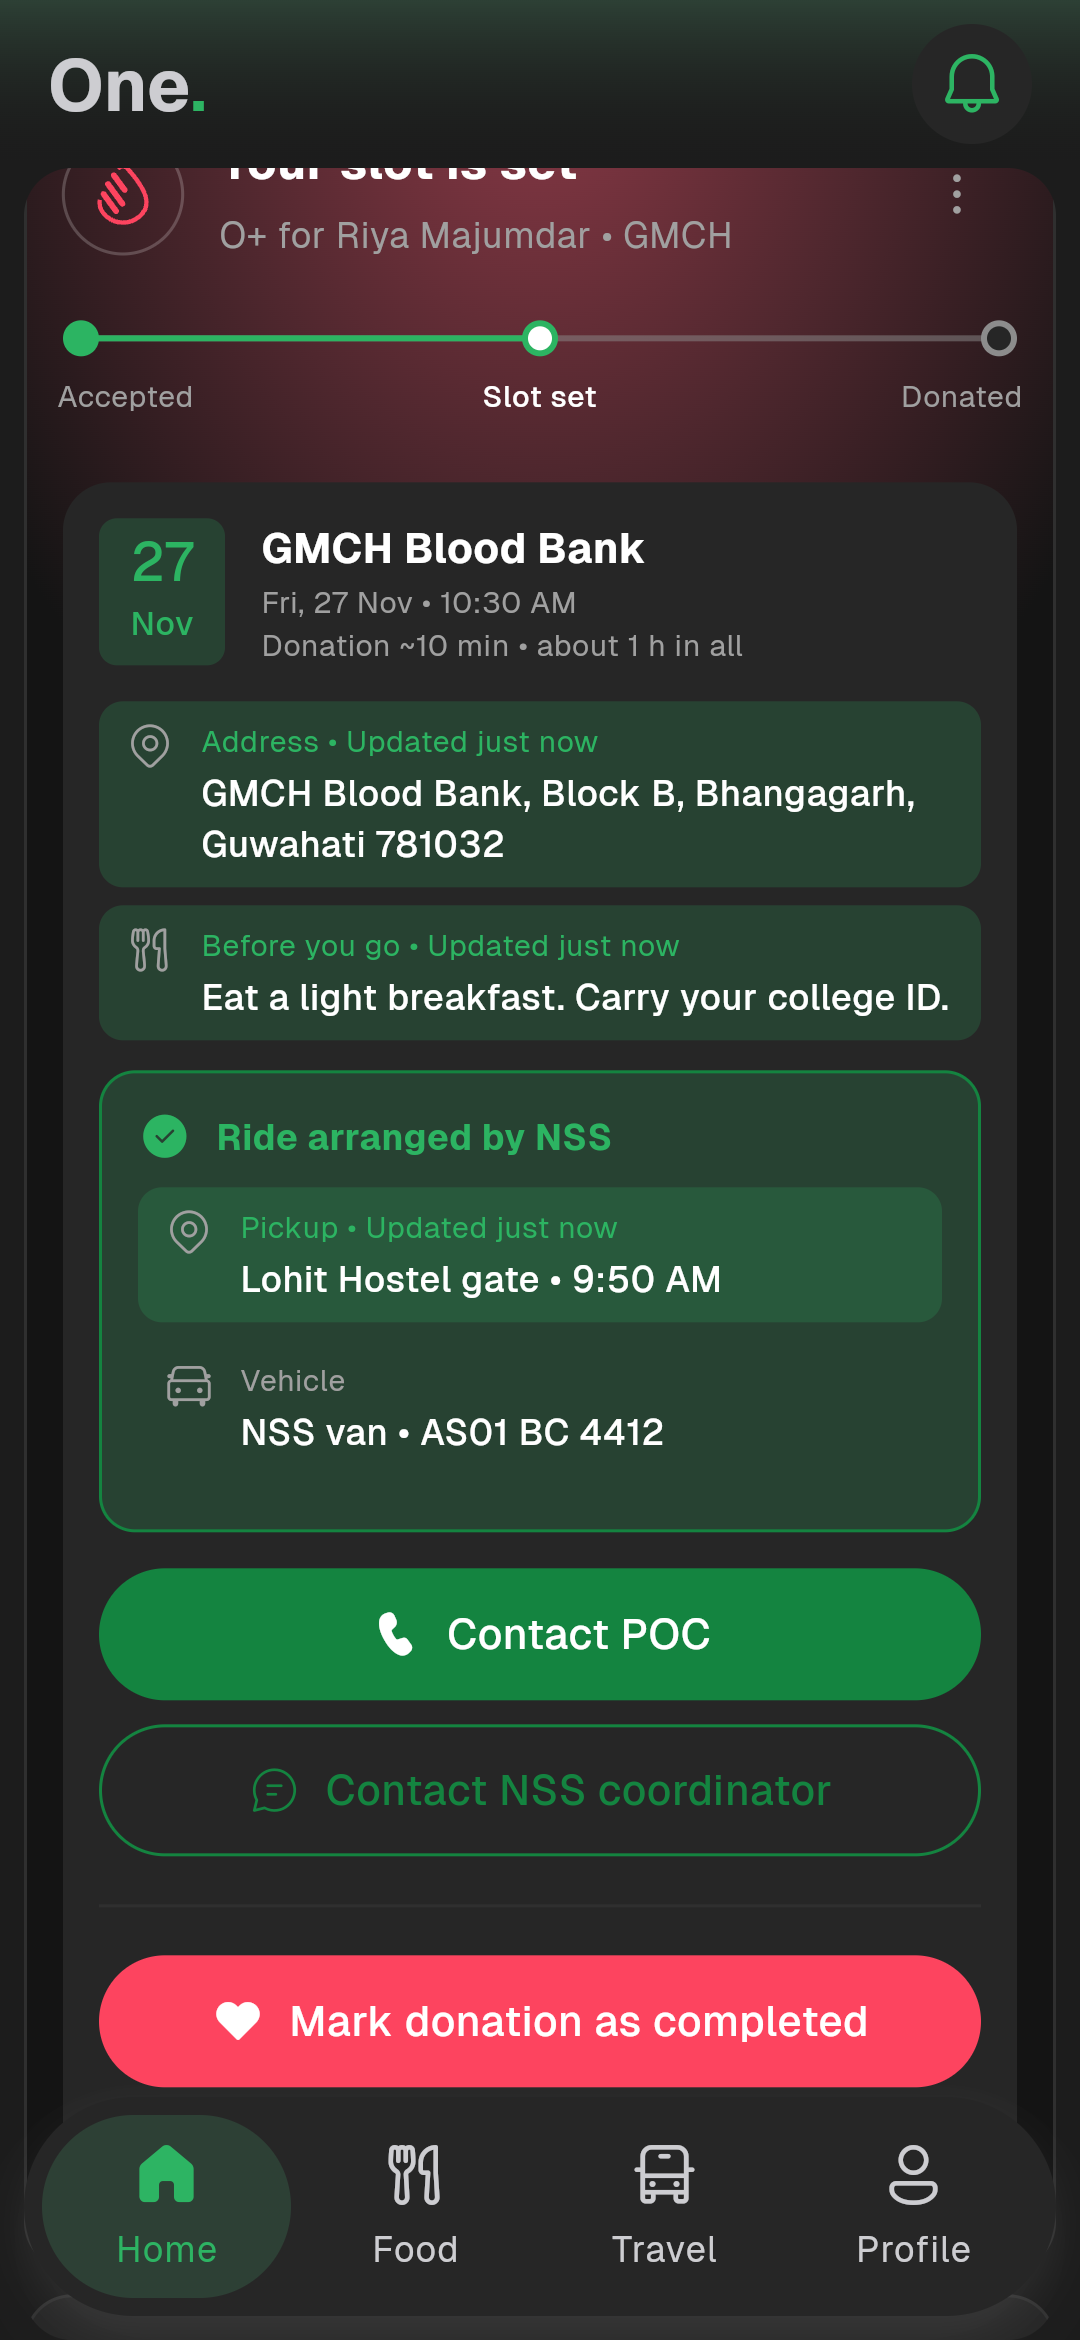 One.
Your slot is set
O+ for Riya Majumdar • GMCH
Accepted
Slot set
Donated
27
Nov
GMCH Blood Bank
Fri, 27 Nov • 10:30 AM
Donation ~10 min • about 1 h in all
Address • Updated just now
GMCH Blood Bank, Block B, Bhangagarh,
Guwahati 781032
Before you go • Updated just now
Eat a light breakfast. Carry your college ID.
Ride arranged by NSS
Pickup • Updated just now
Lohit Hostel gate • 9:50 AM
Vehicle
NSS van • AS01 BC 4412
Contact POC
Contact NSS coordinator
Mark donation as completed
Home
Food
Travel
Profile